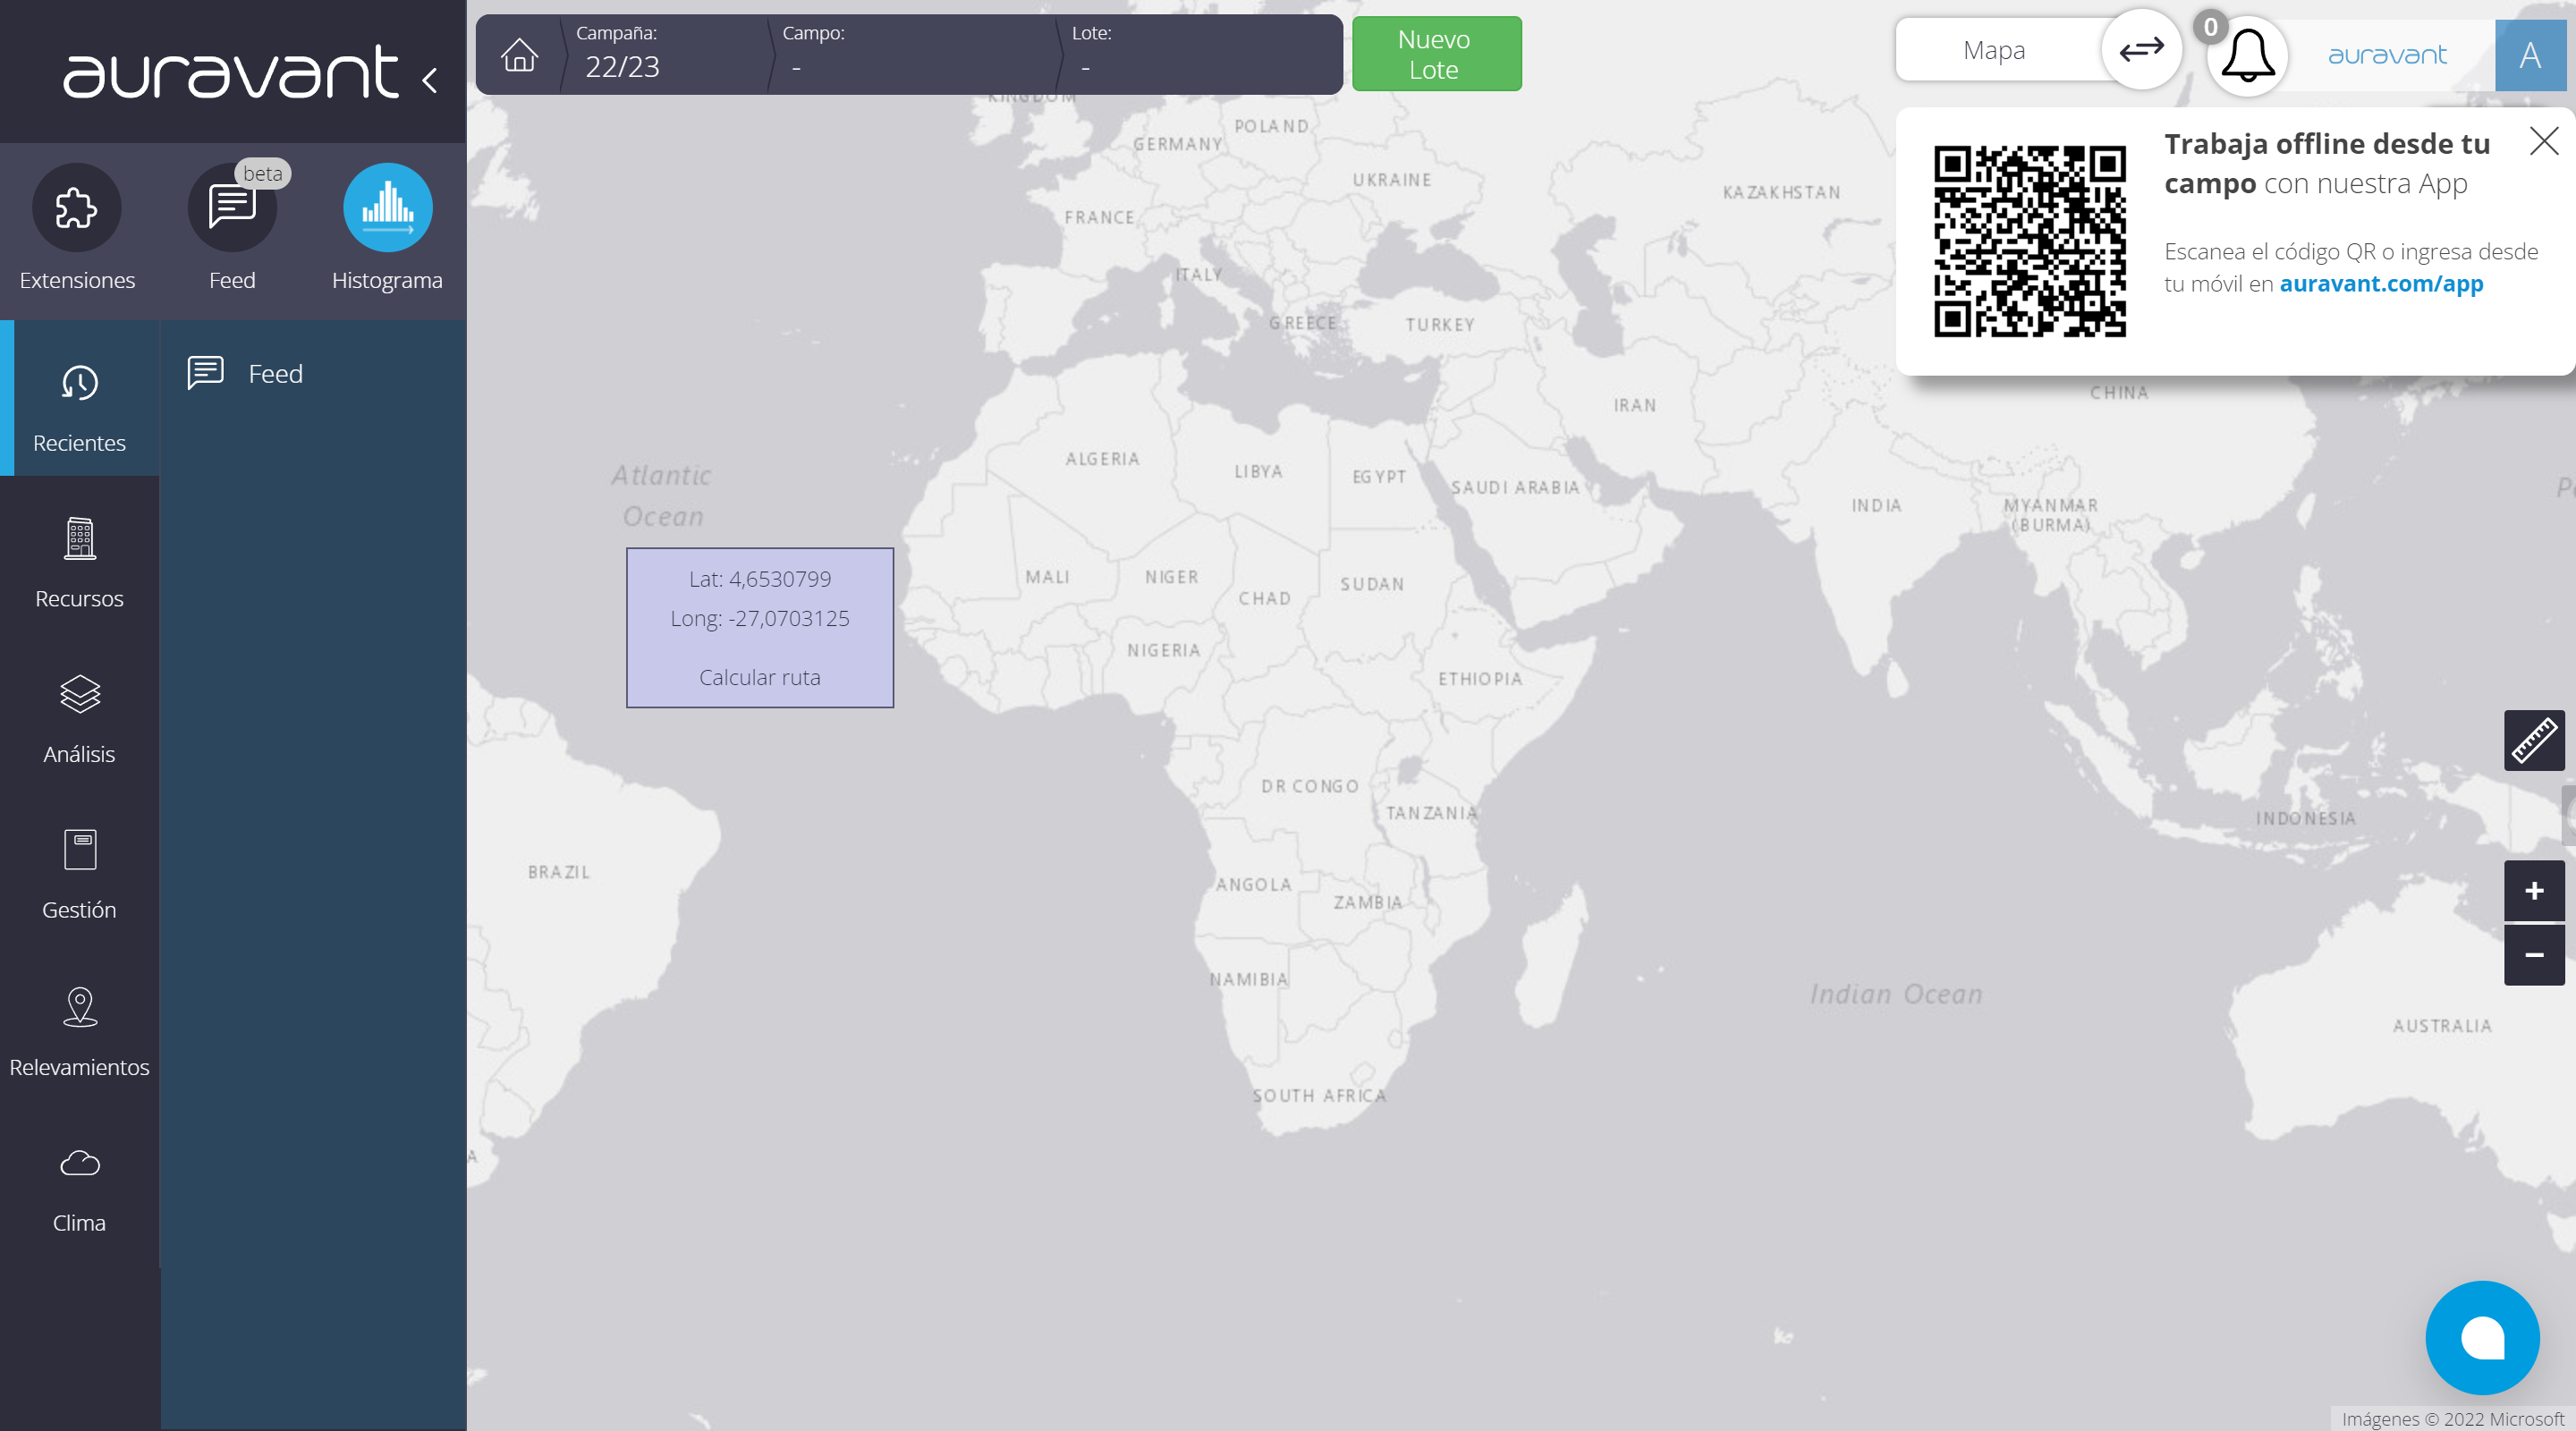 auravant
Extensiones
beta
Feed
Histograma
Recientes
Recursos
Análisis
Gestión
Relevamientos
Clima
Feed
Campaña:
22/23
Campo:
-
Lote:
-
Nuevo
Lote
Mapa
0
auravant
A
Trabaja offline desde tu
campo con nuestra App
Escanea el código QR o ingresa desde
tu móvil en auravant.com/app
KINGDOM
POLAND
GERMANY
UKRAINE
KAZAKHSTAN
FRANCE
ITALY
GREECE
TURKEY
CHINA
IRAN
ALGERIA
LIBYA
EGYPT
SAUDI ARABIA
Atlantic
Ocean
INDIA
MYANMAR
(BURMA)
Lat: 4,6530799
Long: -27,0703125
Calcular ruta
MALI
NIGER
CHAD
SUDAN
NIGERIA
ETHIOPIA
DR CONGO
TANZANIA
INDONESIA
BRAZIL
ANGOLA
ZAMBIA
NAMIBIA
Indian Ocean
AUSTRALIA
SOUTH AFRICA
A
+
−
Imágenes © 2022 Microsoft